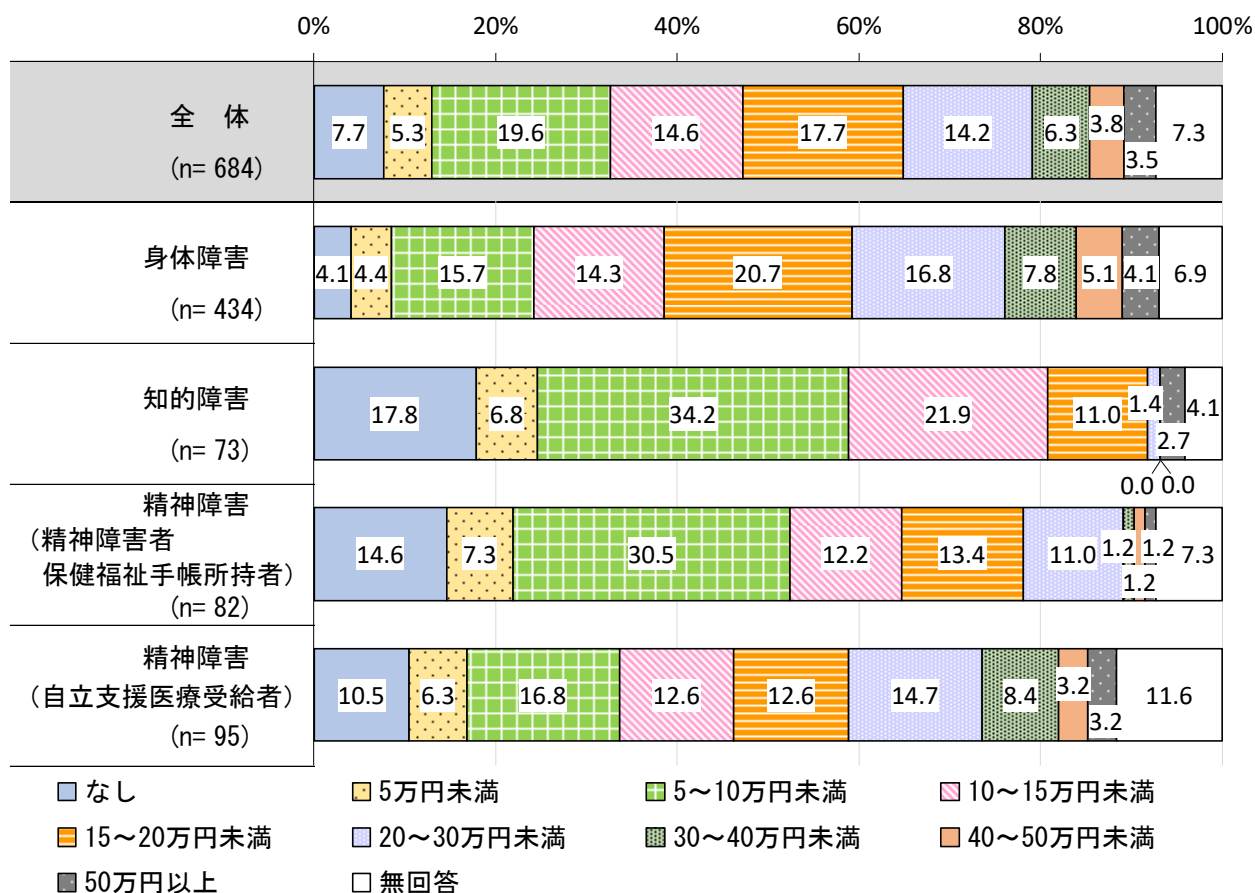 0% 20% 40% 60% 80% 100%
全 体
(n= 684)
7.7 5.3 19.6 14.6 17.7 14.2 6.3 3.8 3.5 7.3
身体障害
(n= 434)
4.1 4.4 15.7 14.3 20.7 16.8 7.8 5.1 4.1 6.9
知的障害
(n= 73)
17.8 6.8 34.2 21.9 11.0 1.4 0.0 0.0 2.7 4.1
精神障害
(精神障害者
保健福祉手帳所持者)
(n= 82)
14.6 7.3 30.5 12.2 13.4 11.0 1.2 1.2 1.2 7.3
精神障害
(自立支援医療受給者)
(n= 95)
10.5 6.3 16.8 12.6 12.6 14.7 8.4 3.2 3.2 11.6
なし 5万円未満 5～10万円未満 10～15万円未満
15～20万円未満 20～30万円未満 30～40万円未満 40～50万円未満
50万円以上 無回答